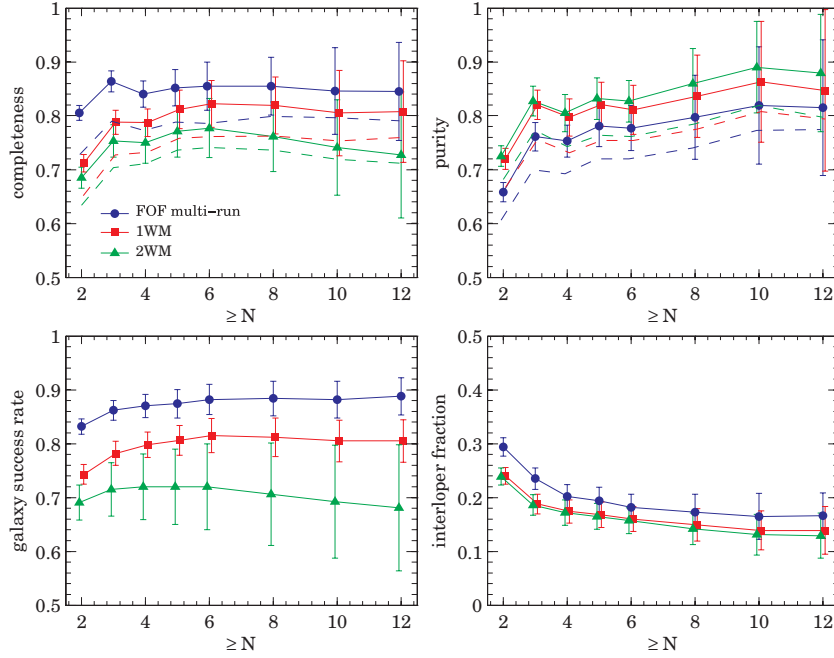 1
0.9
0.8
0.7
0.6
0.5
completeness
FOF multi−run
1WM
2WM
2 4 6 8 10 12
≥ N
1
0.9
0.8
0.7
0.6
0.5
purity
2 4 6 8 10 12
≥ N
1
0.9
0.8
0.7
0.6
0.5
galaxy success rate
2 4 6 8 10 12
≥ N
0.5
0.4
0.3
0.2
0.1
0
interloper fraction
2 4 6 8 10 12
≥ N